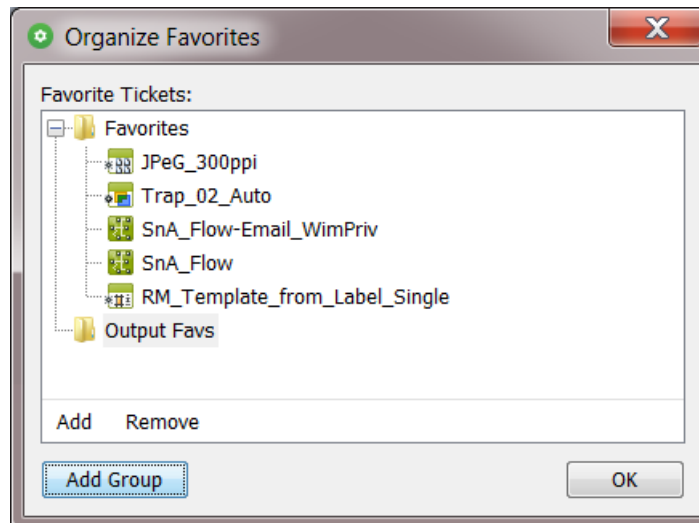 Organize Favorites
Favorite Tickets:
Favorites
JPeG_300ppi
Trap_02_Auto
SnA_Flow-Email_WimPriv
SnA_Flow
RM_Template_from_Label_Single
Output Favs
Add Remove
Add Group OK